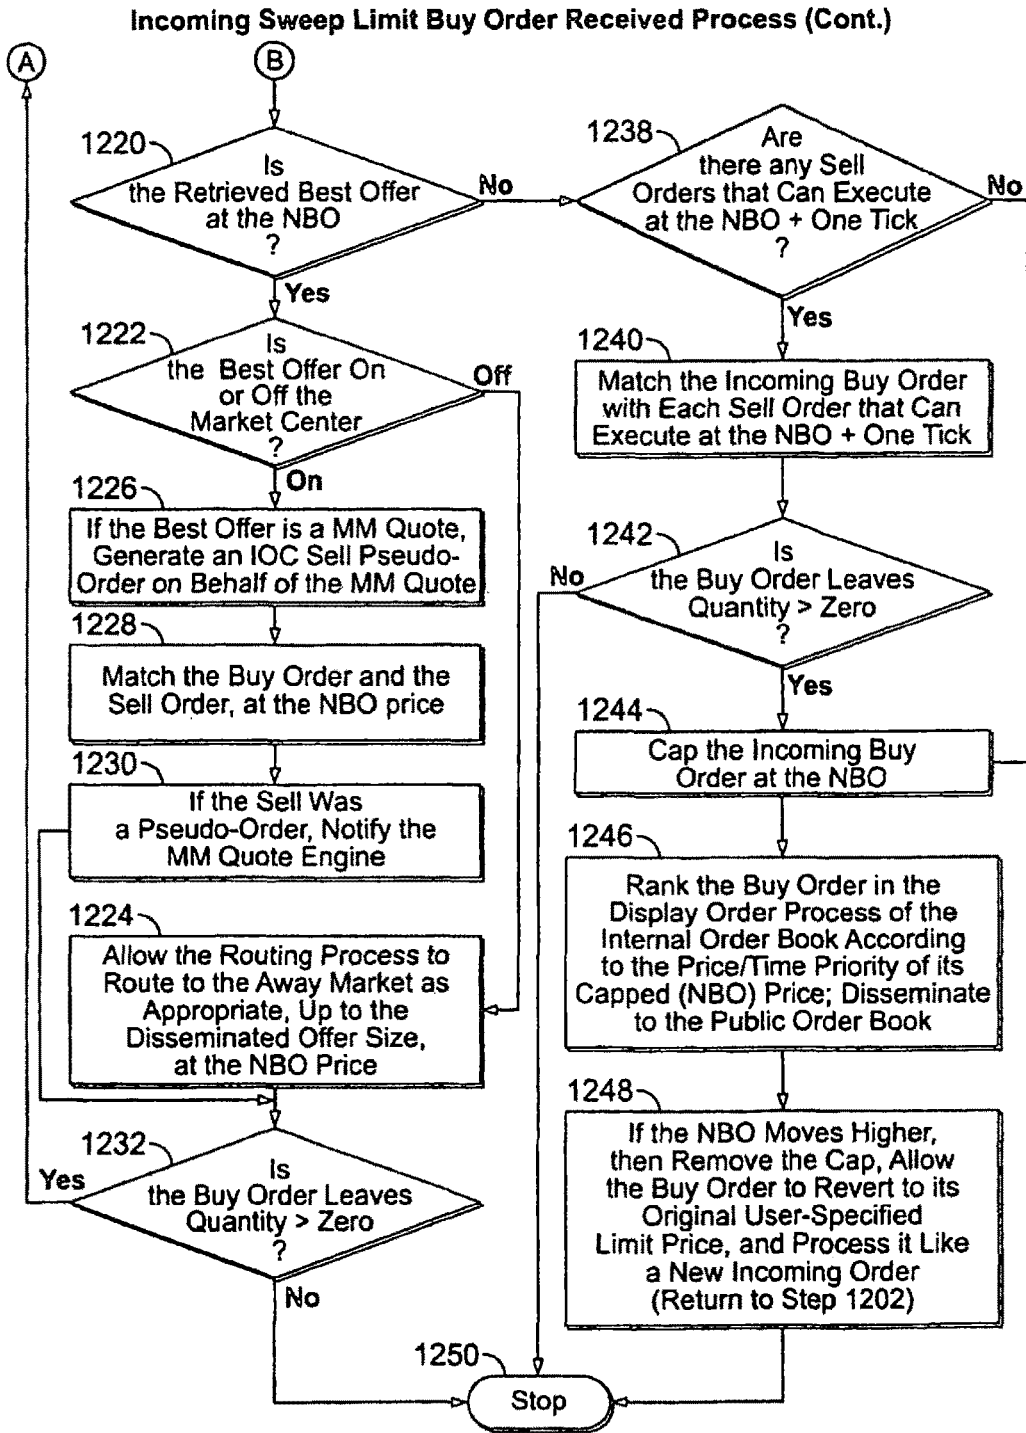 Incoming Sweep Limit Buy Order Received Process (Cont.)
A
B
1220
Is
the Retrieved Best Offer
at the NBO
?
No
Yes
1222
Is
the Best Offer On
or Off the
Market Center
?
Off
On
1226
If the Best Offer is a MM Quote,
Generate an IOC Sell Pseudo-
Order on Behalf of the MM Quote
1228
Match the Buy Order and the
Sell Order, at the NBO price
1230
If the Sell Was
a Pseudo-Order, Notify the
MM Quote Engine
1224
Allow the Routing Process to
Route to the Away Market as
Appropriate, Up to the
Disseminated Offer Size,
at the NBO Price
1232
Yes
Is
the Buy Order Leaves
Quantity > Zero
?
No
1238
Are
there any Sell
Orders that Can Execute
at the NBO + One Tick
?
No
Yes
1240
Match the Incoming Buy Order
with Each Sell Order that Can
Execute at the NBO + One Tick
1242
No
Is
the Buy Order Leaves
Quantity > Zero
?
Yes
1244
Cap the Incoming Buy
Order at the NBO
1246
Rank the Buy Order in the
Display Order Process of the
Internal Order Book According
to the Price/Time Priority of its
Capped (NBO) Price; Disseminate
to the Public Order Book
1248
If the NBO Moves Higher,
then Remove the Cap, Allow
the Buy Order to Revert to its
Original User-Specified
Limit Price, and Process it Like
a New Incoming Order
(Return to Step 1202)
1250
Stop